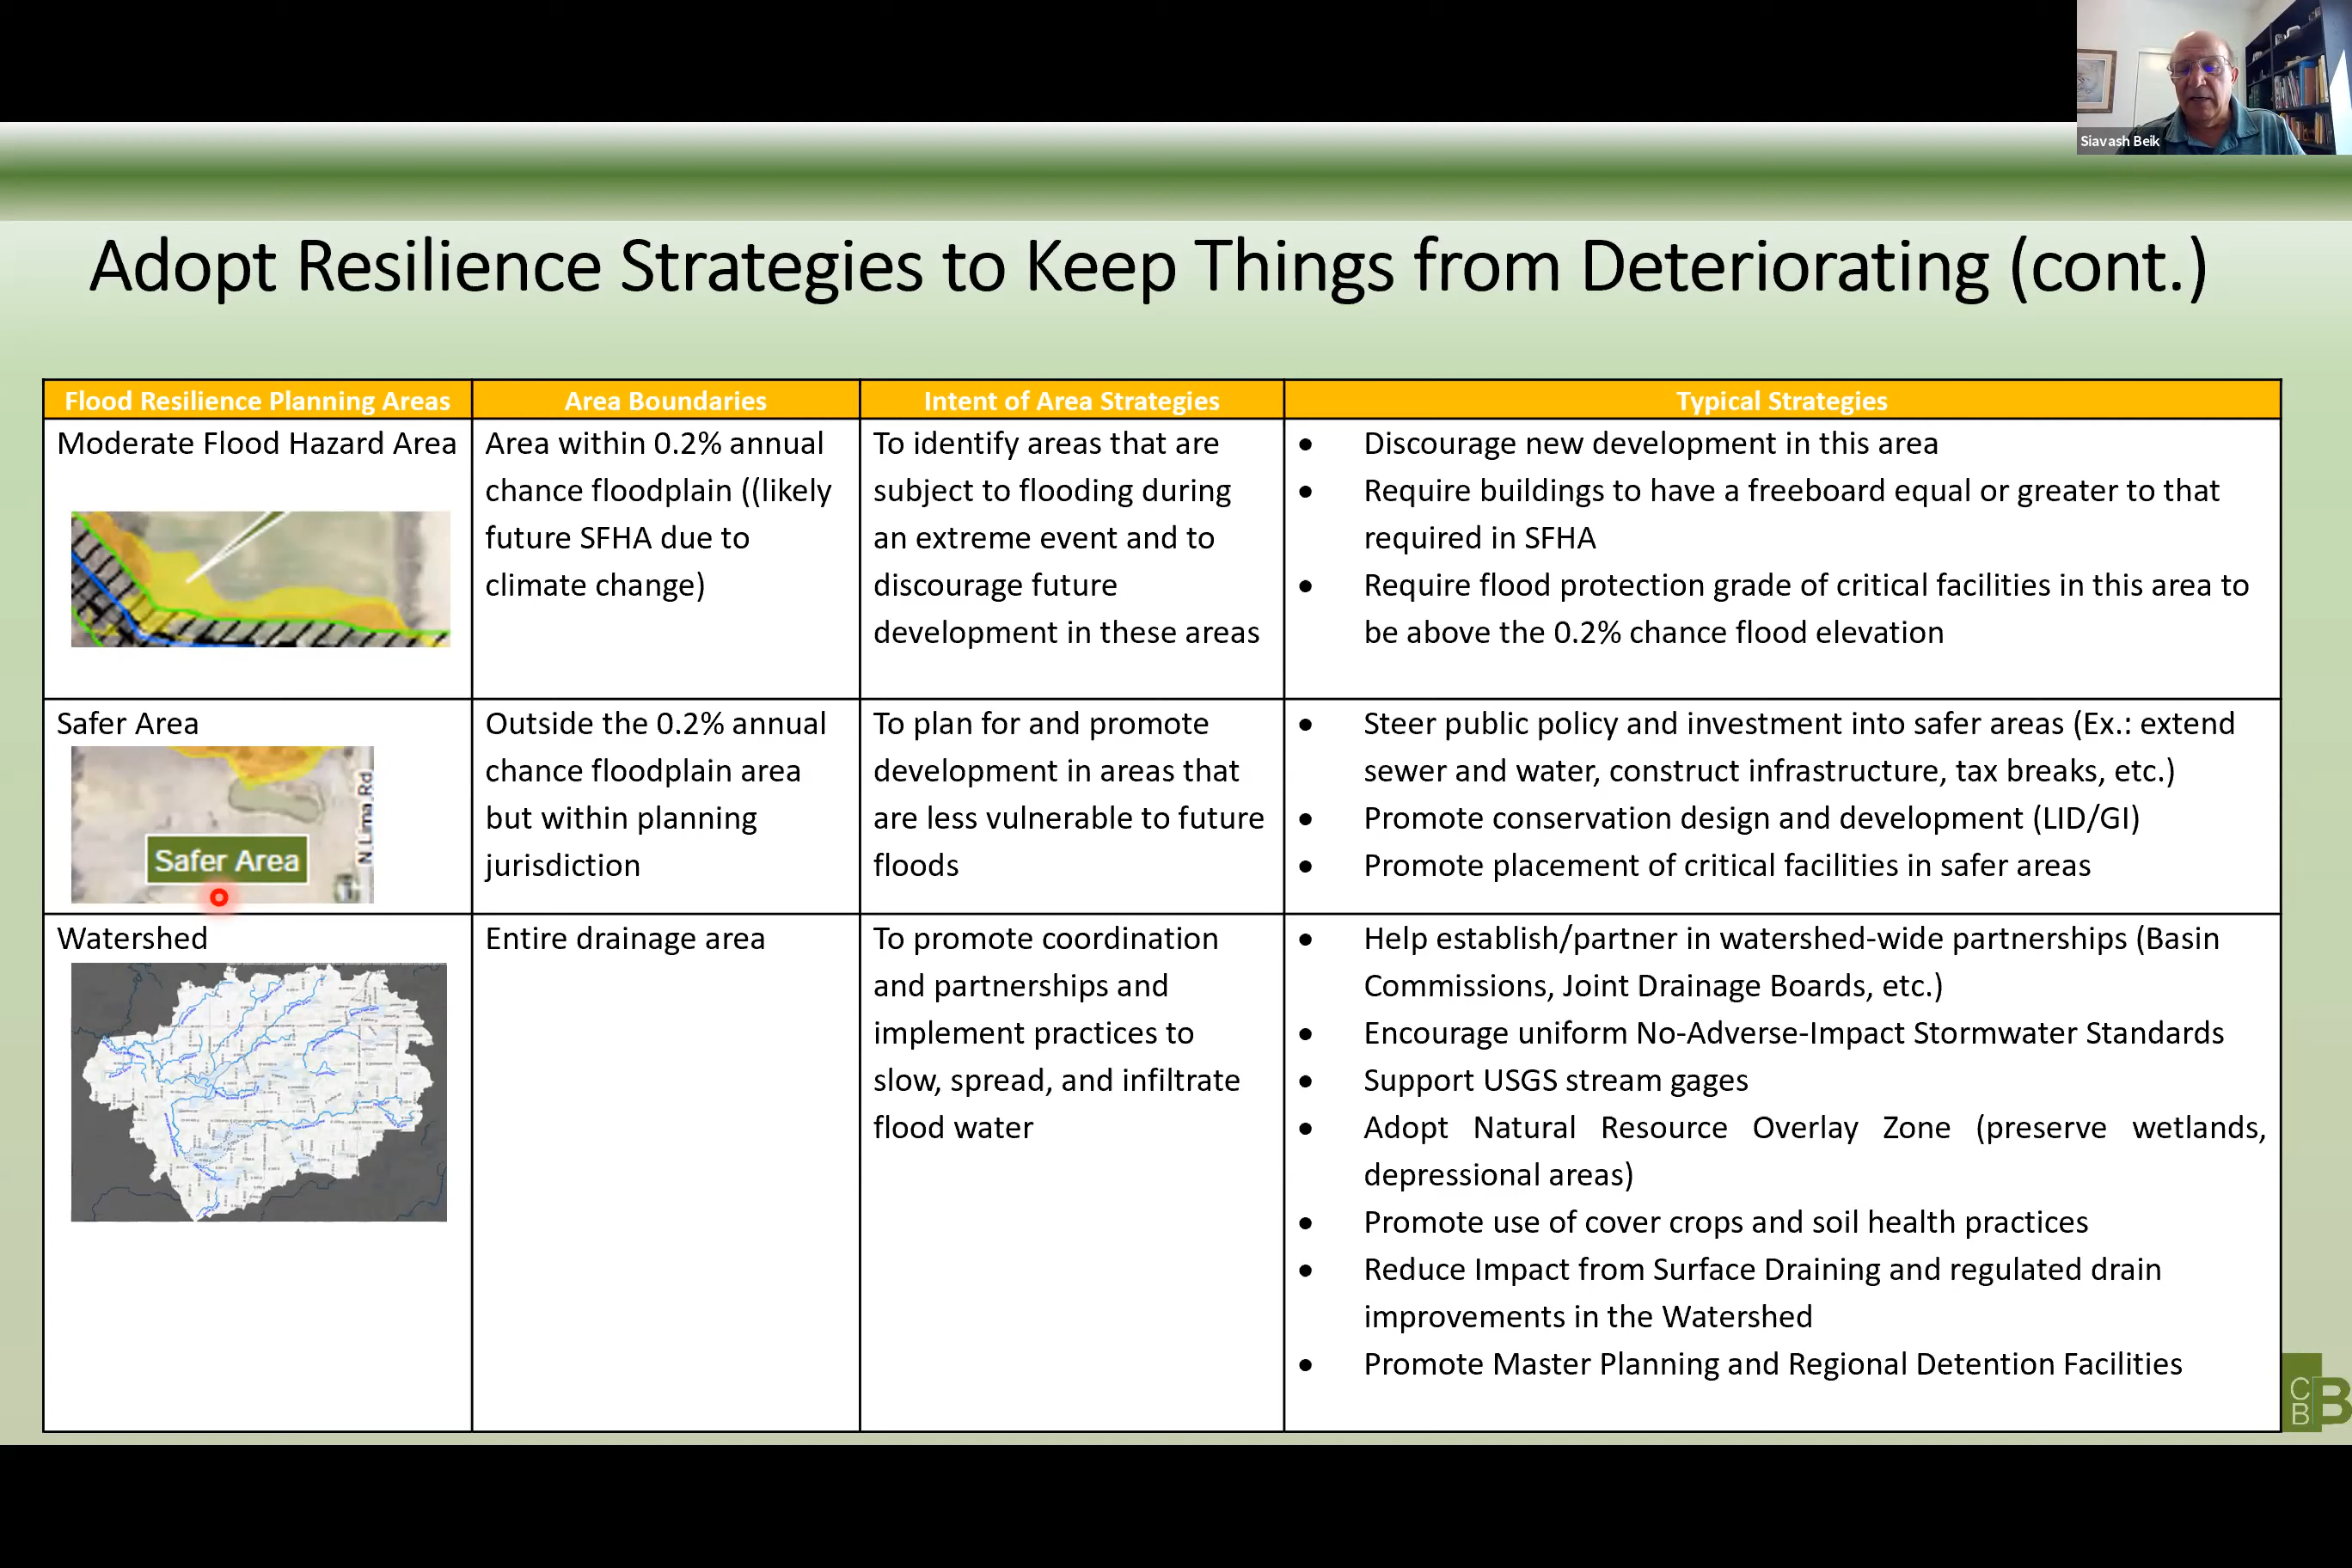 Siavash Beik
Adopt Resilience Strategies to Keep Things from Deteriorating (cont.)
Flood Resilience Planning Areas
Area Boundaries
Intent of Area Strategies
Typical Strategies
Moderate Flood Hazard Area
Area within 0.2% annual
chance floodplain ((likely
future SFHA due to
climate change)
To identify areas that are
subject to flooding during
an extreme event and to
discourage future
development in these areas
• Discourage new development in this area
• Require buildings to have a freeboard equal or greater to that
required in SFHA
• Require flood protection grade of critical facilities in this area to
be above the 0.2% chance flood elevation
Safer Area
Safer Area
N Lima Rd
Outside the 0.2% annual
chance floodplain area
but within planning
jurisdiction
To plan for and promote
development in areas that
are less vulnerable to future
floods
• Steer public policy and investment into safer areas (Ex.: extend
sewer and water, construct infrastructure, tax breaks, etc.)
• Promote conservation design and development (LID/GI)
• Promote placement of critical facilities in safer areas
Watershed
Entire drainage area
To promote coordination
and partnerships and
implement practices to
slow, spread, and infiltrate
flood water
• Help establish/partner in watershed-wide partnerships (Basin
Commissions, Joint Drainage Boards, etc.)
• Encourage uniform No-Adverse-Impact Stormwater Standards
• Support USGS stream gages
• Adopt Natural Resource Overlay Zone (preserve wetlands,
depressional areas)
• Promote use of cover crops and soil health practices
• Reduce Impact from Surface Draining and regulated drain
improvements in the Watershed
• Promote Master Planning and Regional Detention Facilities
C
B
B